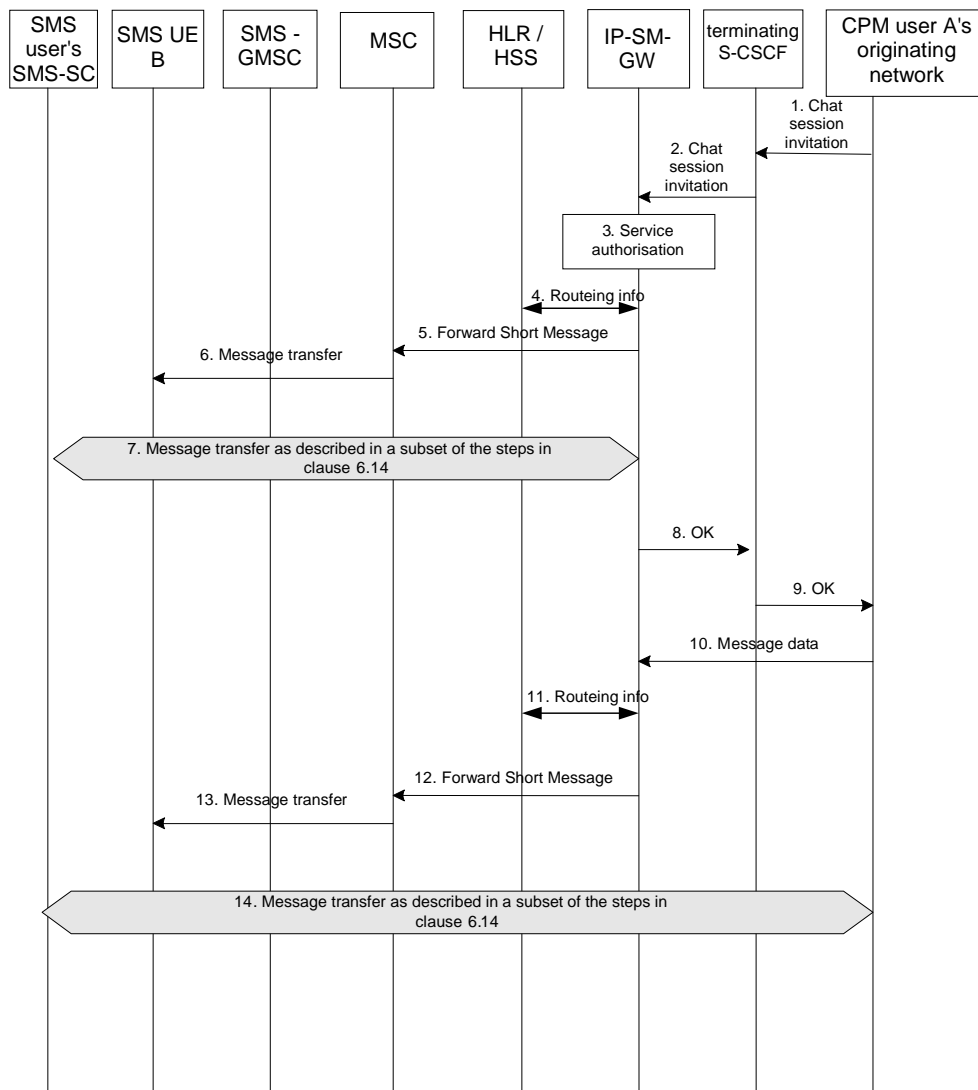 SMS
user's
SMS-SC
SMS UE
B
SMS -
GMSC
MSC
HLR /
HSS
IP-SM-
GW
terminating
S-CSCF
CPM user A's
originating
network
1. Chat
session
invitation
2. Chat
session
invitation
3. Service
authorisation
4. Routeing info
5. Forward Short Message
6. Message transfer
7. Message transfer as described in a subset of the steps in
clause 6.14
8. OK
9. OK
10. Message data
11. Routeing info
12. Forward Short Message
13. Message transfer
14. Message transfer as described in a subset of the steps in
clause 6.14